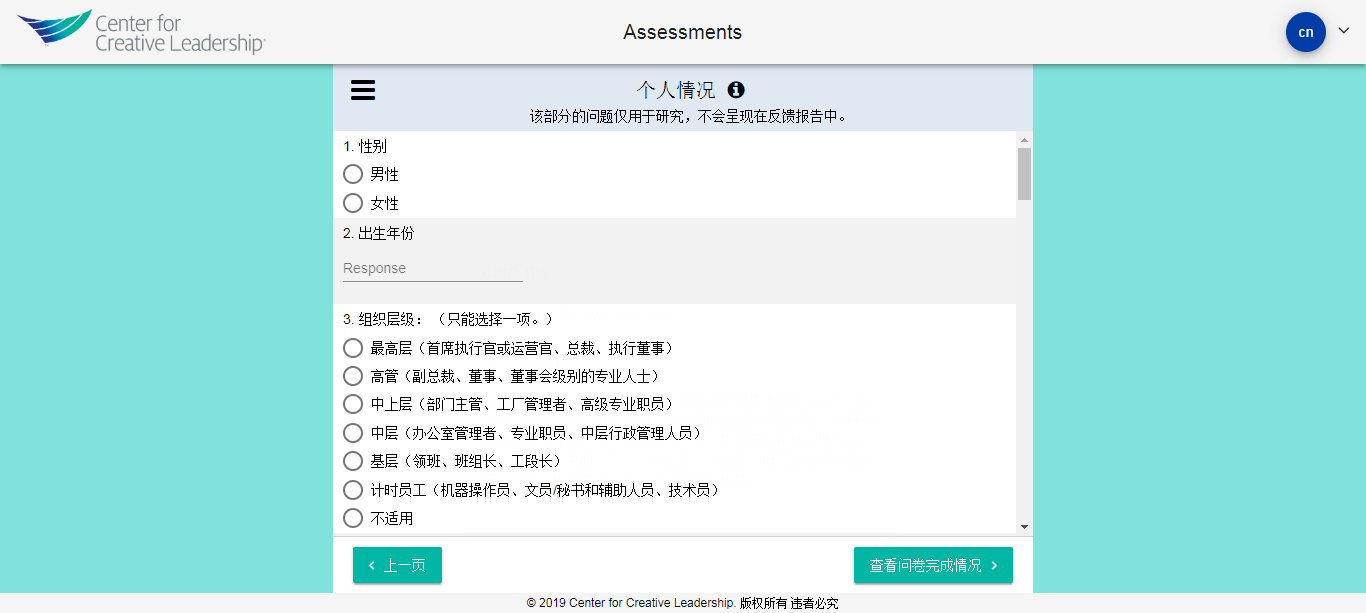 Center for
Creative Leadership®
Assessments
cn
个人情况
该部分的问题仅用于研究，不会呈现在反馈报告中。
1. 性别
男性
女性
2. 出生年份
Response
3. 组织层级： （只能选择一项。）
最高层（首席执行官或运营官、总裁、执行董事）
高管（副总裁、董事、董事会级别的专业人士）
中上层（部门主管、工厂管理者、高级专业职员）
中层（办公室管理者、专业职员、中层行政管理人员）
基层（领班、班组长、工段长）
计时员工（机器操作员、文员/秘书和辅助人员、技术员）
不适用
上一页
查看问卷完成情况
© 2019 Center for Creative Leadership. 版权所有 违者必究